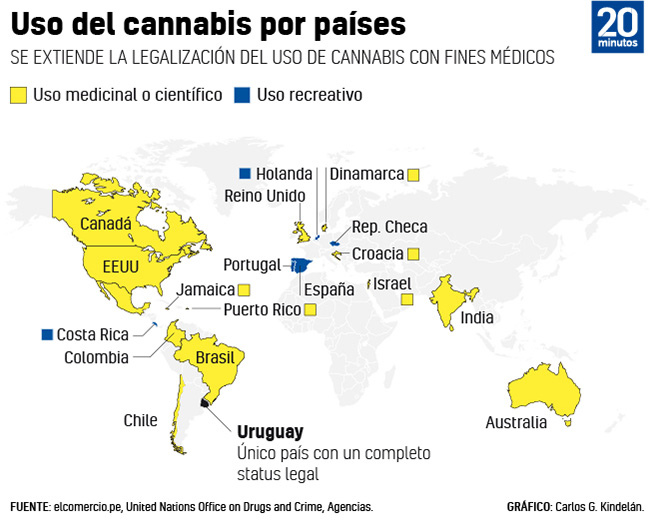 Uso del cannabis por países
20
minutos
SE EXTIENDE LA LEGALIZACIÓN DEL USO DE CANNABIS CON FINES MÉDICOS
Uso medicinal o científico
Uso recreativo
Holanda
Dinamarca
Reino Unido
Canadá
Rep. Checa
Croacia
EEUU
Portugal
España
Israel
Jamaica
Puerto Rico
India
Costa Rica
Colombia
Brasil
Chile
Australia
Uruguay
Único país con un completo
status legal
FUENTE: elcomercio.pe, United Nations Office on Drugs and Crime, Agencias.
GRÁFICO: Carlos G. Kindelán.